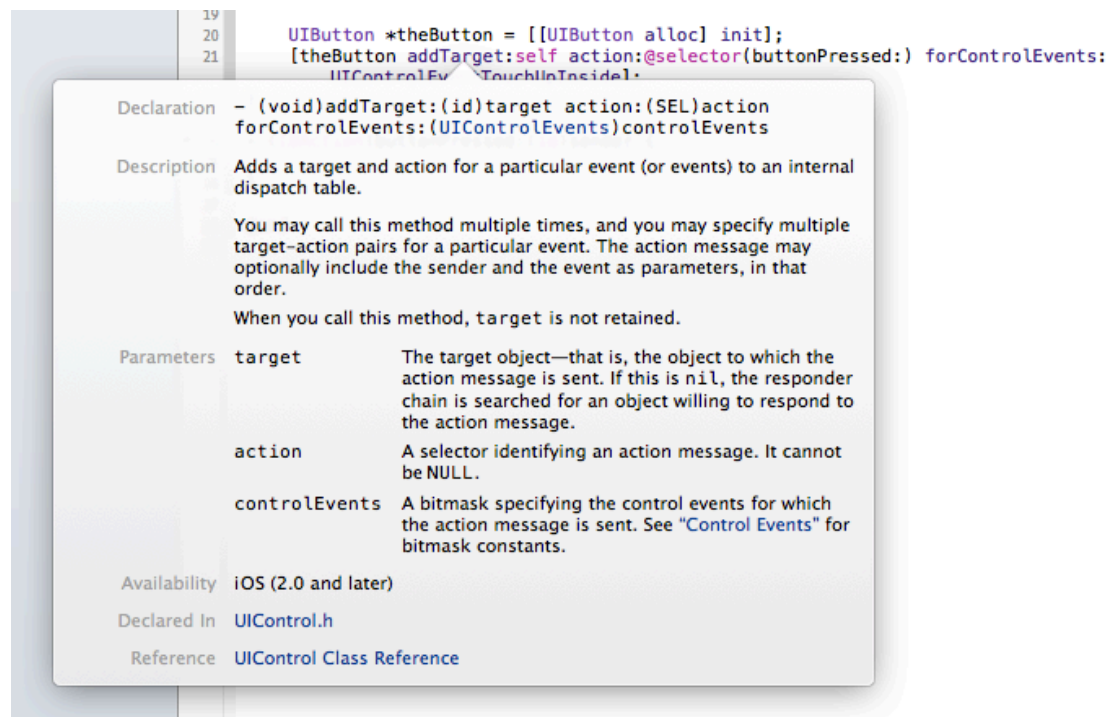 19
20 UIButton *theButton = [[UIButton alloc] init];
21 [theButton addTarget:self action:@selector(buttonPressed:) forControlEvents:
UIControlEv TouchUpInside];
Declaration – (void)addTarget:(id)target action:(SEL)action
forControlEvents:(UIControlEvents)controlEvents
Description Adds a target and action for a particular event (or events) to an internal
dispatch table.
You may call this method multiple times, and you may specify multiple
target–action pairs for a particular event. The action message may
optionally include the sender and the event as parameters, in that
order.
When you call this method, target is not retained.
Parameters target The target object—that is, the object to which the
action message is sent. If this is nil, the responder
chain is searched for an object willing to respond to
the action message.
action A selector identifying an action message. It cannot
be NULL.
controlEvents A bitmask specifying the control events for which
the action message is sent. See “Control Events” for
bitmask constants.
Availability iOS (2.0 and later)
Declared In UIControl.h
Reference UIControl Class Reference